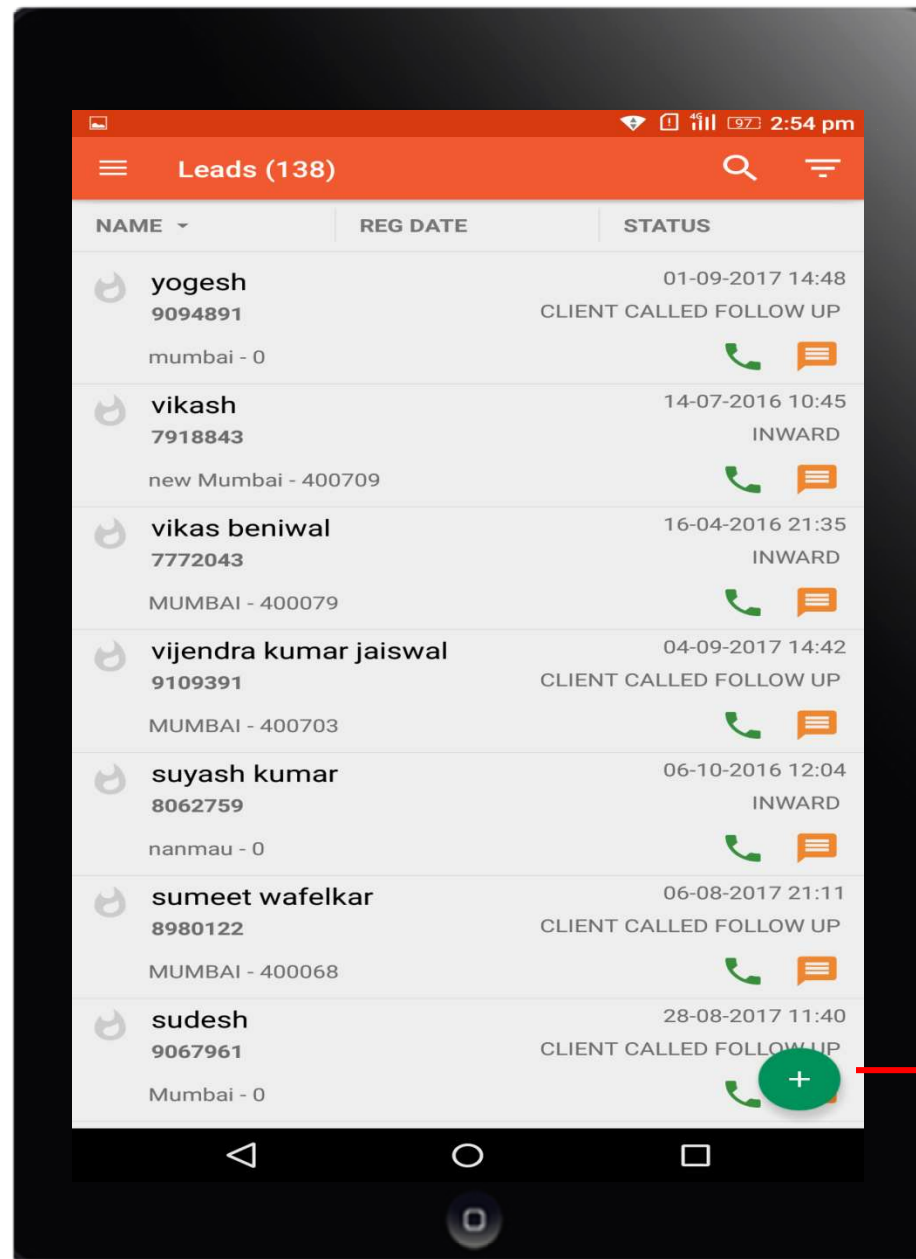 4G 97 2:54 pm
Leads (138)
NAME REG DATE STATUS
yogesh 01-09-2017 14:48
9094891 CLIENT CALLED FOLLOW UP
mumbai - 0
vikash 14-07-2016 10:45
7918843 INWARD
new Mumbai - 400709
vikas beniwal 16-04-2016 21:35
7772043 INWARD
MUMBAI - 400079
vijendra kumar jaiswal 04-09-2017 14:42
9109391 CLIENT CALLED FOLLOW UP
MUMBAI - 400703
suyash kumar 06-10-2016 12:04
8062759 INWARD
nanmau - 0
sumeet wafelkar 06-08-2017 21:11
8980122 CLIENT CALLED FOLLOW UP
MUMBAI - 400068
sudesh 28-08-2017 11:40
9067961 CLIENT CALLED FOLLOW UP
Mumbai - 0
+